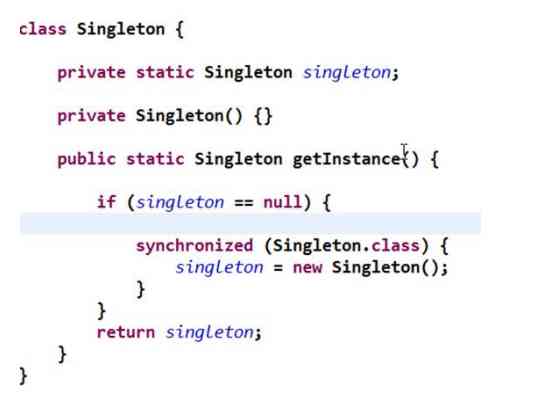 class Singleton {
private static Singleton singleton;
private Singleton() {}
public static Singleton getInstance() {
if (singleton == null) {
synchronized (Singleton.class) {
singleton = new Singleton();
}
}
return singleton;
}
}